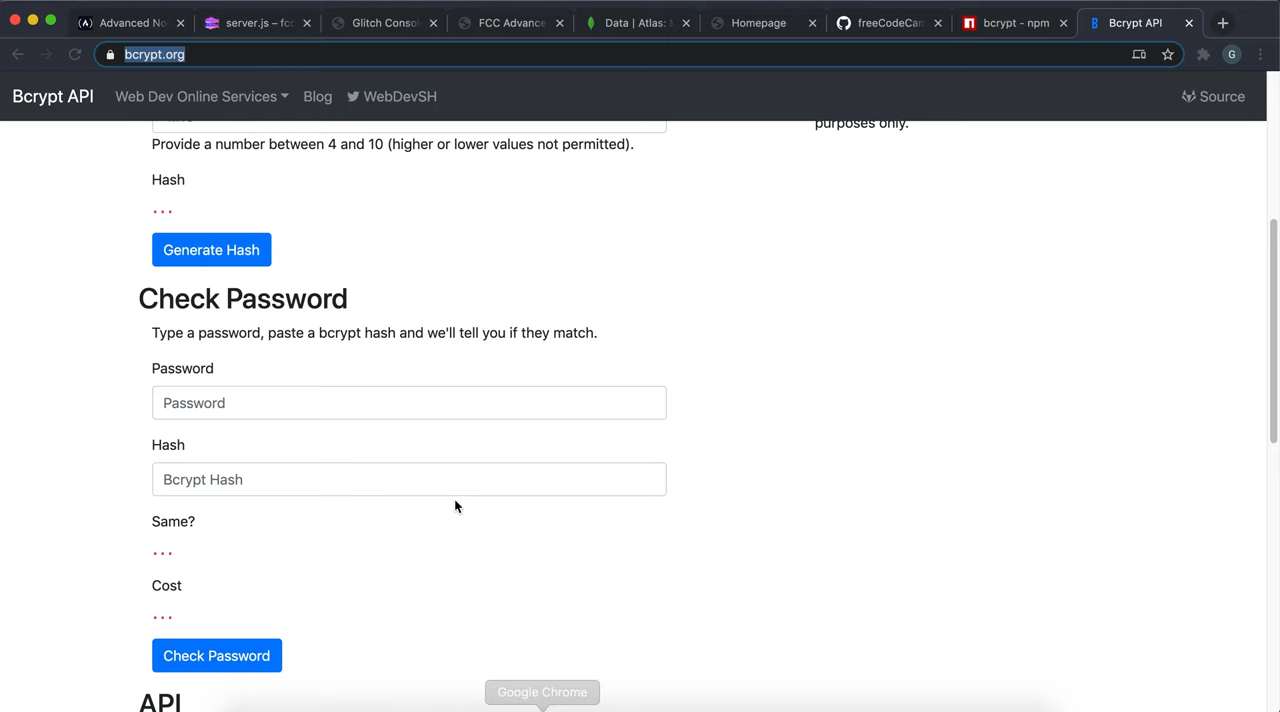 Advanced No
server.js – fcc
Glitch Conso
FCC Advance
Data | Atlas:
Homepage
freeCodeCam
bcrypt - npm
Bcrypt API
bcrypt.org
G
Bcrypt API
Web Dev Online Services
Blog
WebDevSH
Source
purposes only.
Provide a number between 4 and 10 (higher or lower values not permitted).
Hash
...
Generate Hash
Check Password
Type a password, paste a bcrypt hash and we'll tell you if they match.
Password
Password
Hash
Bcrypt Hash
Same?
...
Cost
...
Check Password
Google Chrome
API